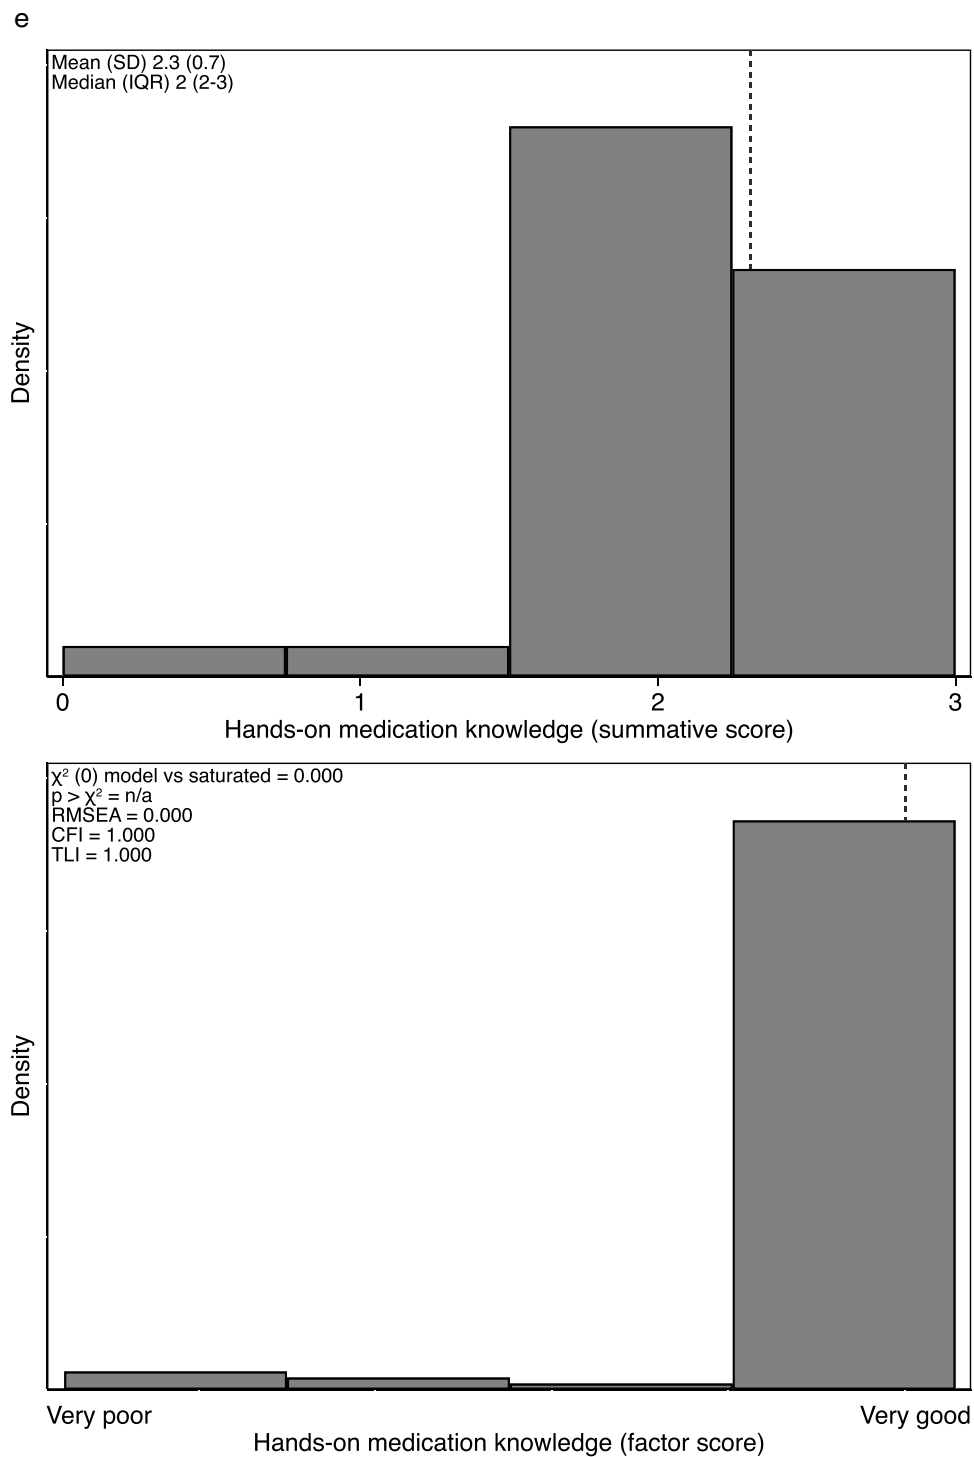 e
Mean (SD) 2.3 (0.7)
Median (IQR) 2 (2-3)
Density
0 1 2 3
Hands-on medication knowledge (summative score)
χ² (0) model vs saturated = 0.000
p > χ² = n/a
RMSEA = 0.000
CFI = 1.000
TLI = 1.000
Density
Very poor Very good
Hands-on medication knowledge (factor score)